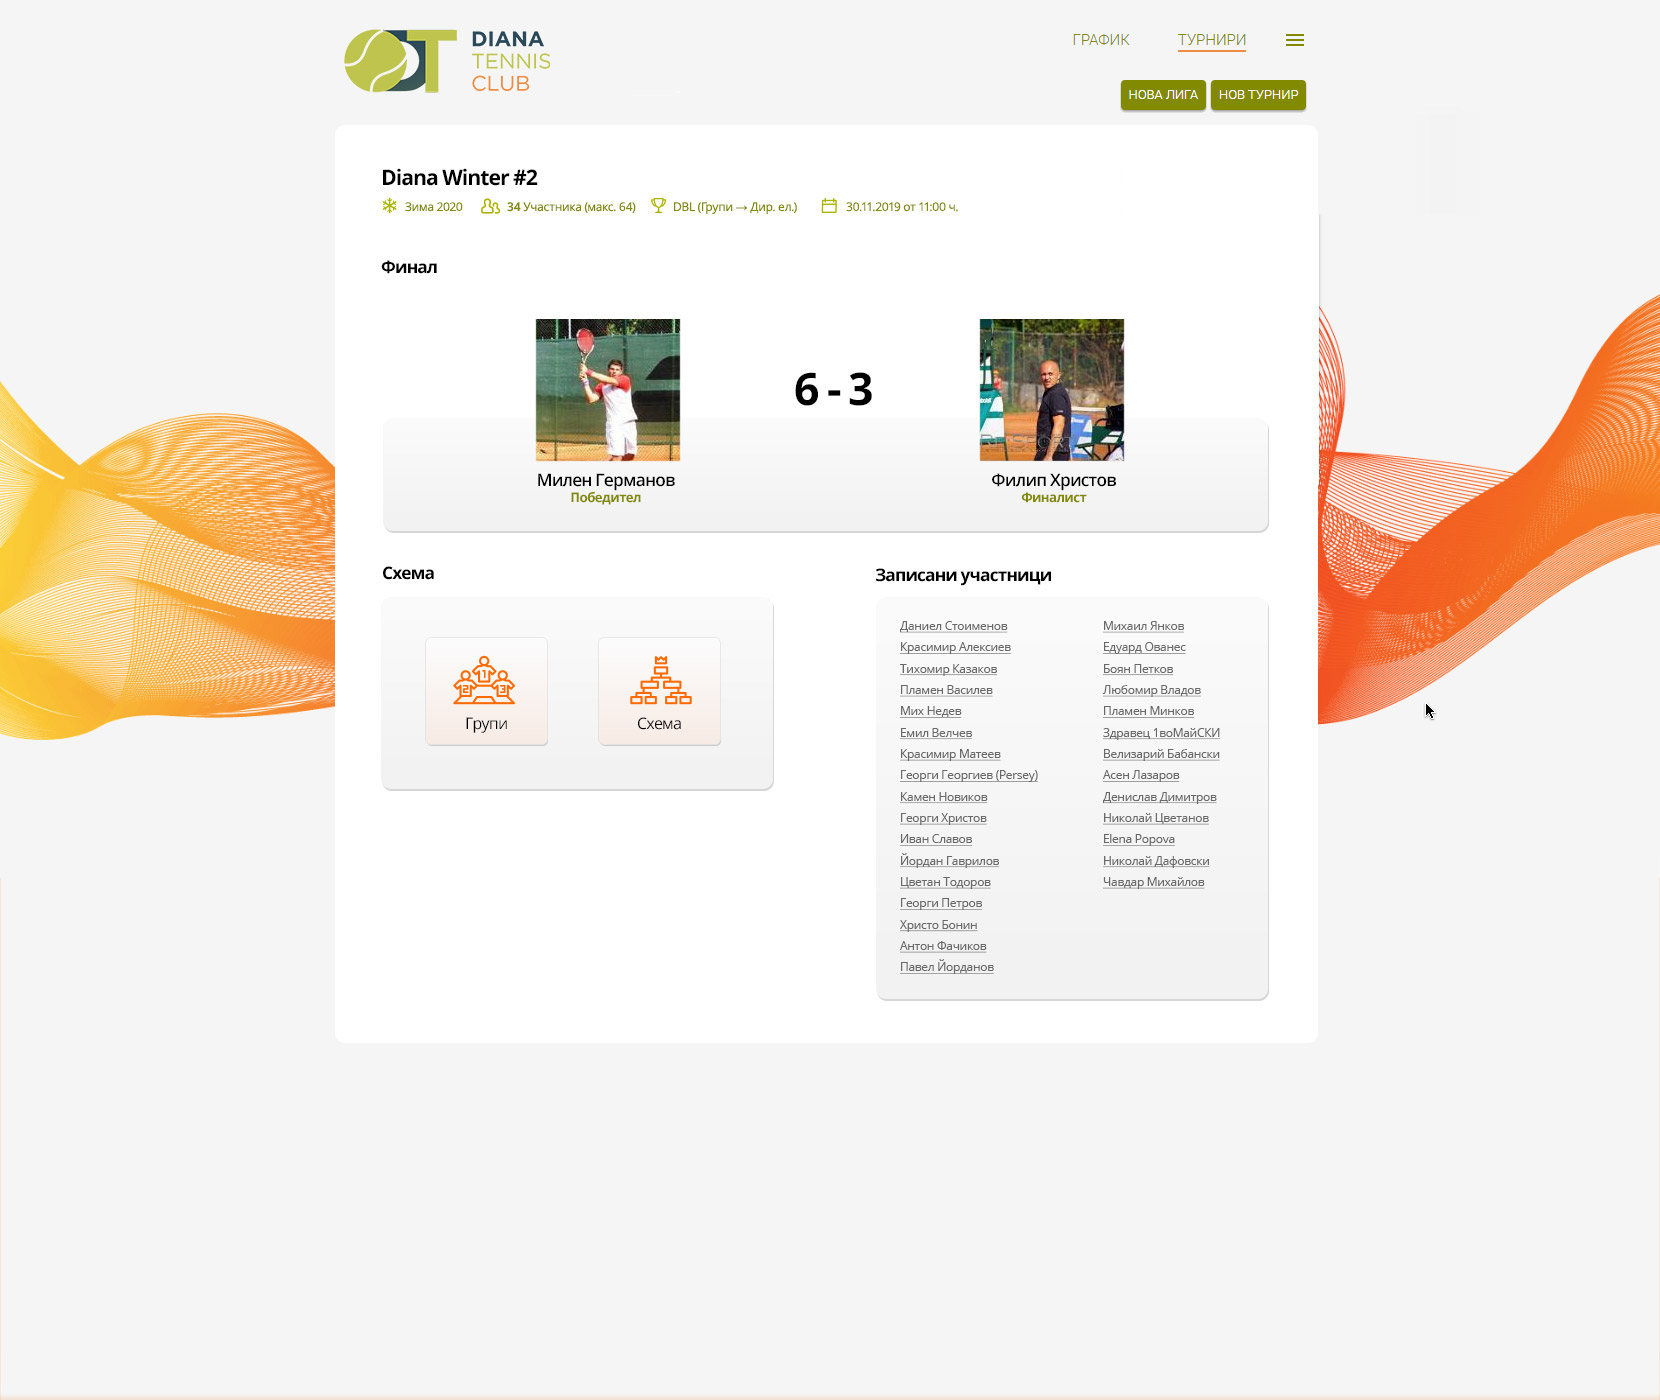 DIANA
TENNIS
CLUB
ГРАФИК
ТУРНИРИ
НОВА ЛИГА
НОВ ТУРНИР
Diana Winter #2
Зима 2020
34 Участника (макс. 64)
DBL (Групи → Дир. ел.)
30.11.2019 от 11:00 ч.
Финал
6 - 3
Милен Германов
Победител
Филип Христов
Финалист
Схема
1
2
3
Групи
Схема
Записани участници
Даниел Стоименов
Красимир Алексиев
Тихомир Казаков
Пламен Василев
Мих Недев
Емил Велчев
Красимир Матеев
Георги Георгиев (Persey)
Камен Новиков
Георги Христов
Иван Славов
Йордан Гаврилов
Цветан Тодоров
Георги Петров
Христо Бонин
Антон Фачиков
Павел Йорданов
Михаил Янков
Едуард Ованес
Боян Петков
Любомир Владов
Пламен Минков
Здравец 1воМайСКИ
Велизарий Бабански
Асен Лазаров
Денислав Димитров
Николай Цветанов
Elena Popova
Николай Дафовски
Чавдар Михайлов